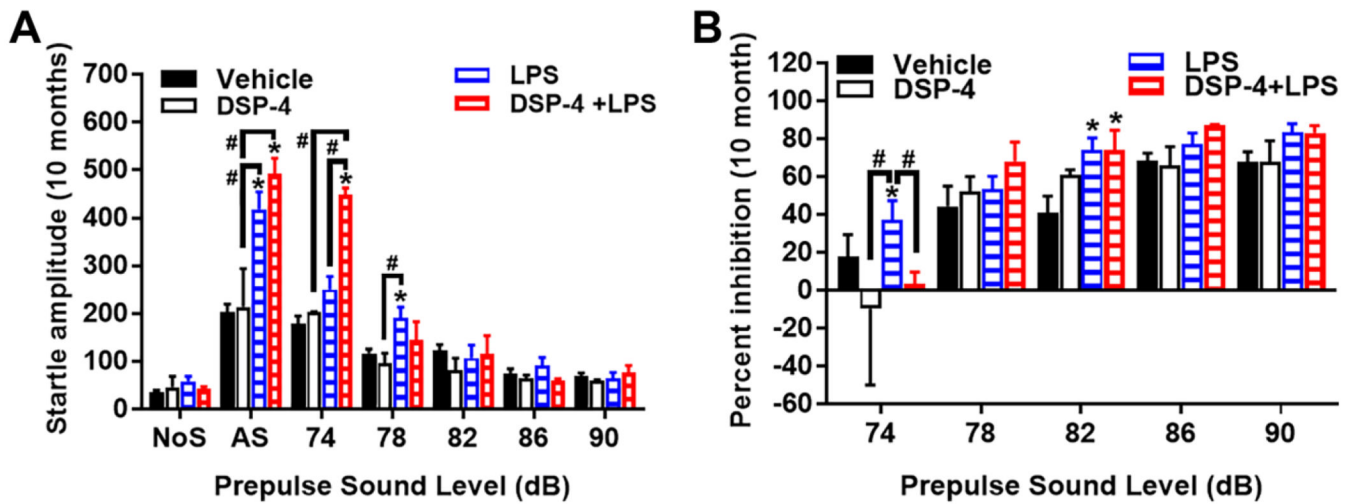 A
Startle amplitude (10 months)
700
600
500
400
300
200
100
0
Vehicle
DSP-4
LPS
DSP-4 +LPS
#
#
*
*
#
#
*
#
*
NoS AS 74 78 82 86 90
Prepulse Sound Level (dB)
B
Percent inhibition (10 month)
120
100
80
60
40
20
0
-20
-40
-60
Vehicle
DSP-4
LPS
DSP-4+LPS
# #
*
* *
74 78 82 86 90
Prepulse Sound Level (dB)